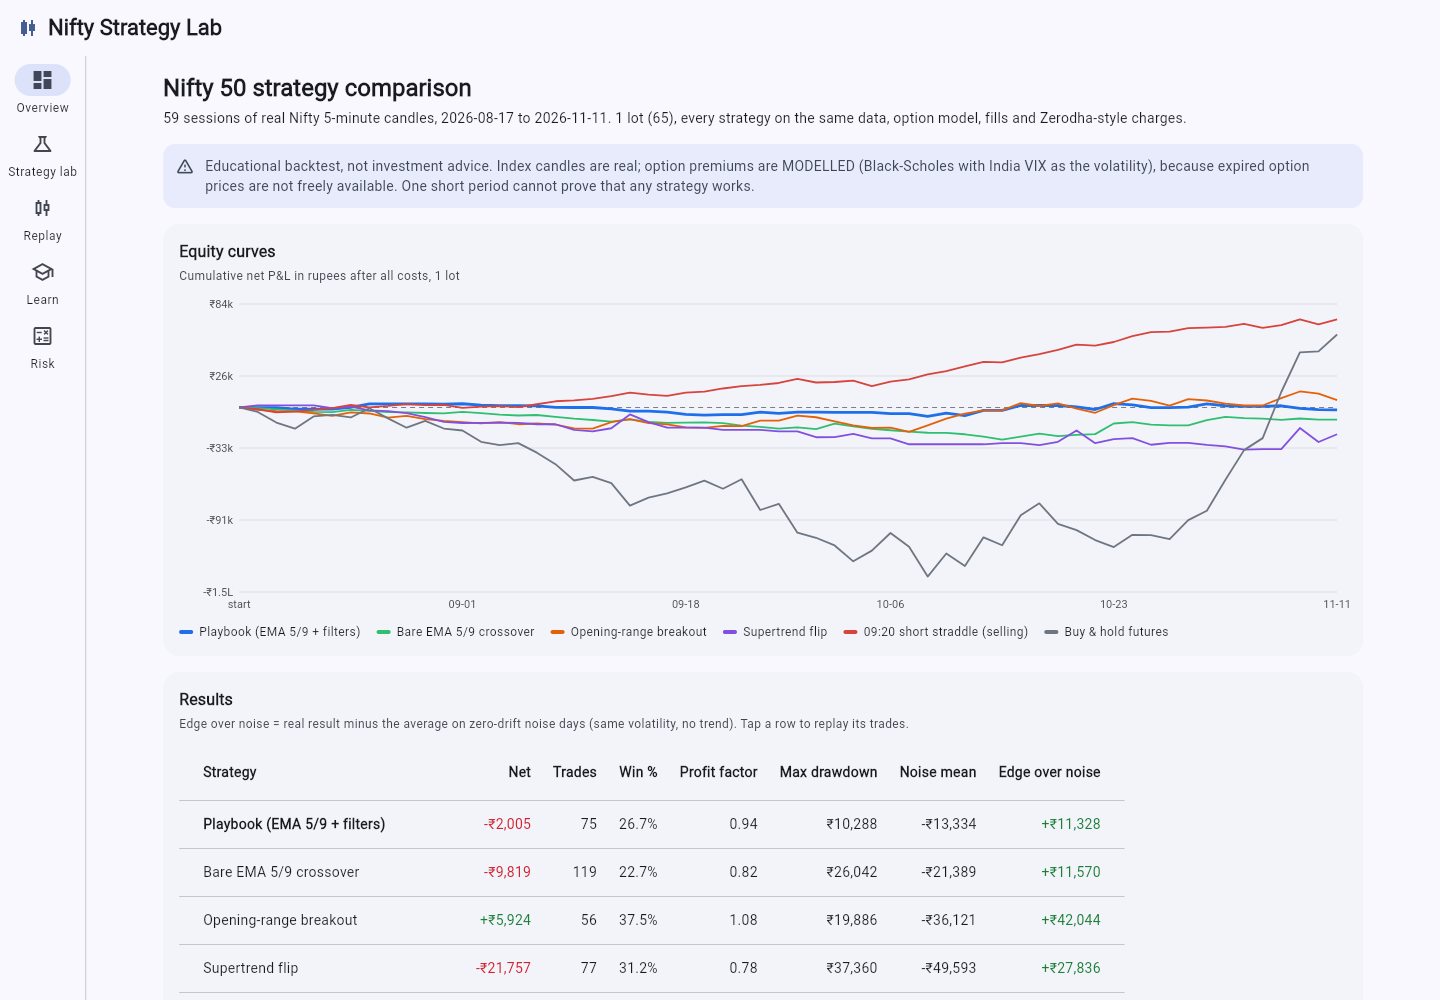 Nifty Strategy Lab
Overview
Strategy lab
Replay
Learn
Risk
Nifty 50 strategy comparison
59 sessions of real Nifty 5-minute candles, 2026-08-17 to 2026-11-11. 1 lot (65), every strategy on the same data, option model, fills and Zerodha-style charges.
Educational backtest, not investment advice. Index candles are real; option premiums are MODELLED (Black-Scholes with India VIX as the volatility), because expired option
prices are not freely available. One short period cannot prove that any strategy works.
Equity curves
Cumulative net P&L in rupees after all costs, 1 lot
₹84k
₹26k
-₹33k
-₹91k
-₹1.5L
start 09-01 09-18 10-06 10-23 11-11
Playbook (EMA 5/9 + filters) Bare EMA 5/9 crossover Opening-range breakout Supertrend flip 09:20 short straddle (selling) Buy & hold futures
Results
Edge over noise = real result minus the average on zero-drift noise days (same volatility, no trend). Tap a row to replay its trades.
Strategy Net Trades Win % Profit factor Max drawdown Noise mean Edge over noise
Playbook (EMA 5/9 + filters) -₹2,005 75 26.7% 0.94 ₹10,288 -₹13,334 +₹11,328
Bare EMA 5/9 crossover -₹9,819 119 22.7% 0.82 ₹26,042 -₹21,389 +₹11,570
Opening-range breakout +₹5,924 56 37.5% 1.08 ₹19,886 -₹36,121 +₹42,044
Supertrend flip -₹21,757 77 31.2% 0.78 ₹37,360 -₹49,593 +₹27,836